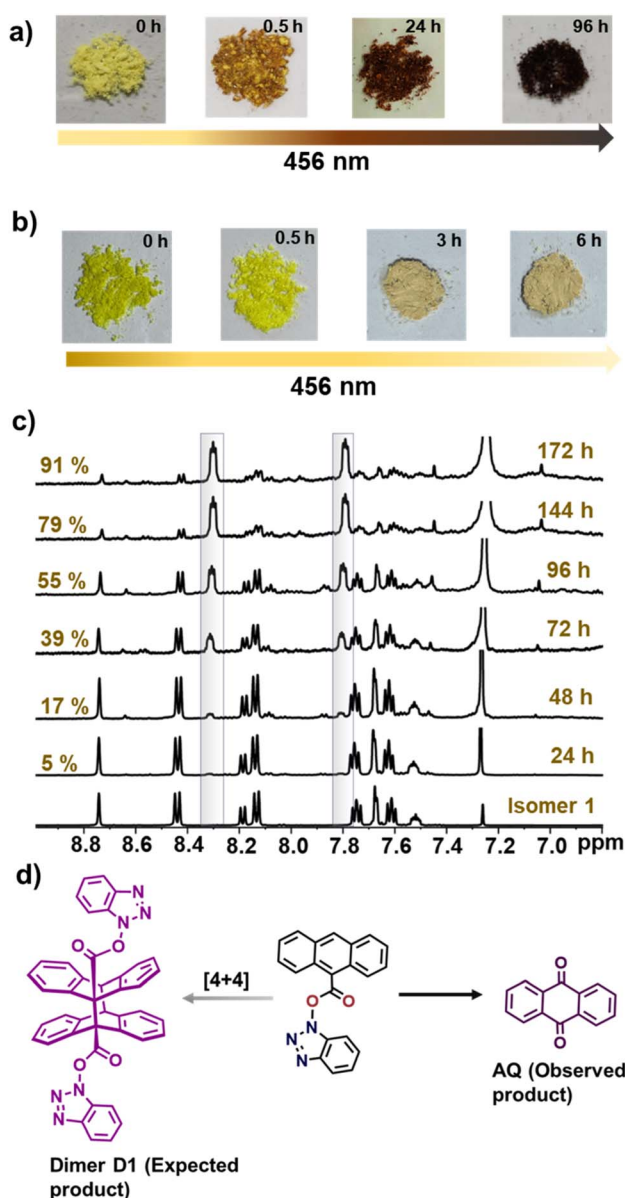 a)
0 h 0.5 h 24 h 96 h
456 nm
b)
0 h 0.5 h 3 h 6 h
456 nm
c)
91 % 172 h
79 % 144 h
55 % 96 h
39 % 72 h
17 % 48 h
5 % 24 h
Isomer 1
8.8 8.6 8.4 8.2 8.0 7.8 7.6 7.4 7.2 7.0 ppm
d)
N
N
N
O
O
[4+4]
O
O
O
O
N
N
N
O
O
O
N
N
N
AQ (Observed
product)
Dimer D1 (Expected
product)